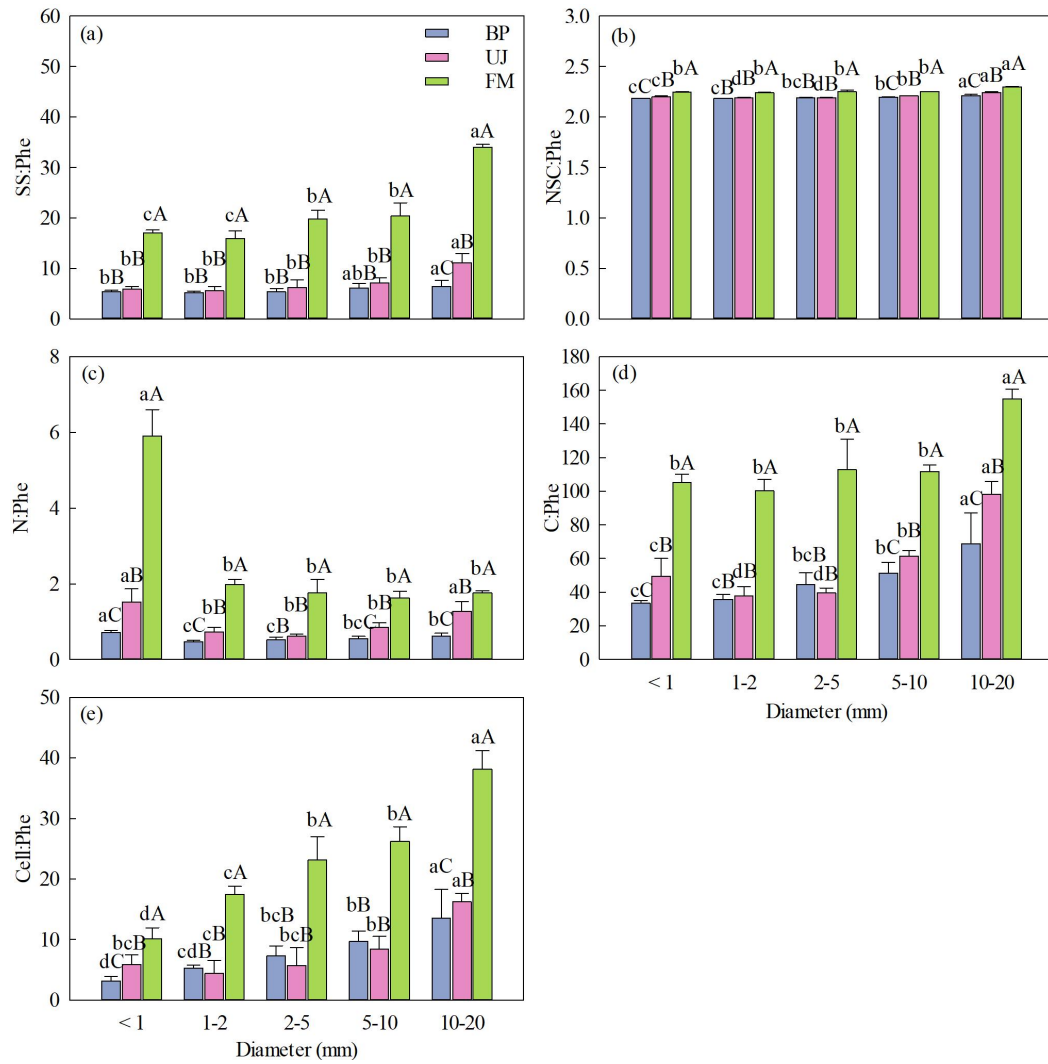 (a)
BP
UJ
FM
60
50
40
30
20
10
0
SS:Phe
bB bB cA
bB bB cA
bB bB bA
abB bB bA
aC aB aA
(b)
3.0
2.5
2.0
1.5
1.0
0.5
0.0
NSC:Phe
cC cB bA
cB dB bA
bcB dB bA
bC bB bA
aC aB aA
(c)
8
6
4
2
0
N:Phe
aC aB aA
cC bB bA
cB bB bA
bcC bB bA
bC aB bA
(d)
180
160
140
120
100
80
60
40
20
0
C:Phe
cC cB bA
cB dB bA
bcB dB bA
bC bB bA
aC aB aA
< 1 1-2 2-5 5-10 10-20
Diameter (mm)
(e)
50
40
30
20
10
0
Cell:Phe
dC bcB dA
cdB cB cA
bcB bcB bA
bB bB bA
aC aB aA
< 1 1-2 2-5 5-10 10-20
Diameter (mm)